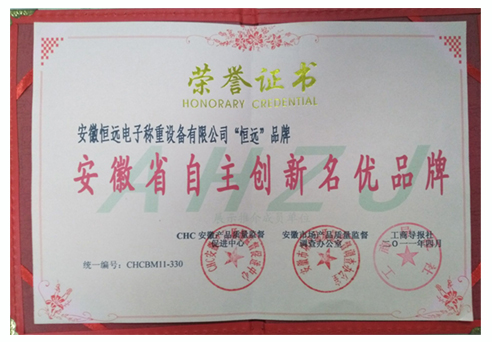 荣誉证书
HONORARY CREDENTIAL
安徽恒远电子称重设备有限公司“恒远”品牌
安徽省自主创新名优品牌
AHZU
CHC 安徽产品质量监督
促进中心
安徽市场产品质量监督
调查办公室
工商导报社
二〇一一年四月
统一编号：CHCBM11-330